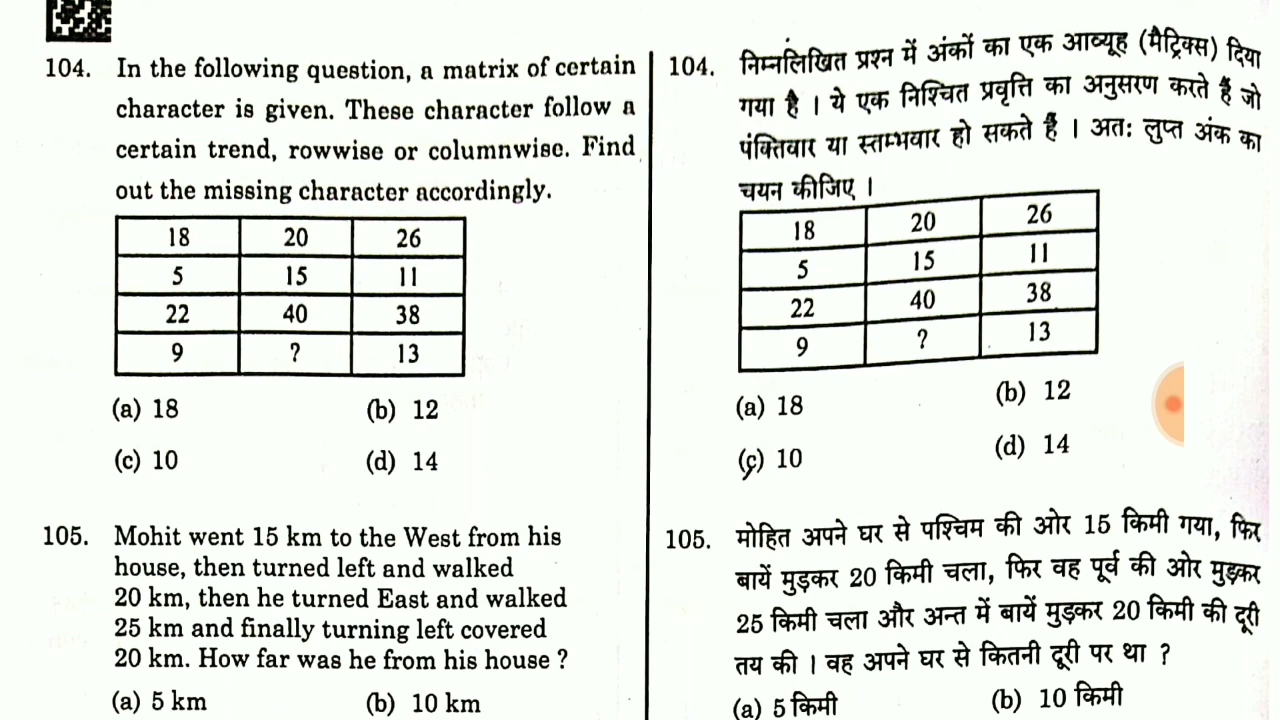 104. In the following question, a matrix of certain
character is given. These character follow a
certain trend, rowwise or columnwise. Find
out the missing character accordingly.
18 20 26
5 15 11
22 40 38
9 ? 13
(a) 18 (b) 12
(c) 10 (d) 14
105. Mohit went 15 km to the West from his
house, then turned left and walked
20 km, then he turned East and walked
25 km and finally turning left covered
20 km. How far was he from his house ?
(a) 5 km (b) 10 km
104. निम्नलिखित प्रश्न में अंकों का एक आव्यूह (मैट्रिक्स) दिया
गया है । ये एक निश्चित प्रवृत्ति का अनुसरण करते हैं जो
पंक्तिवार या स्तम्भवार हो सकते हैं । अतः लुप्त अंक का
चयन कीजिए ।
18 20 26
5 15 11
22 40 38
9 ? 13
(a) 18 (b) 12
(c) 10 (d) 14
105. मोहित अपने घर से पश्चिम की ओर 15 किमी गया, फिर
बायें मुड़कर 20 किमी चला, फिर वह पूर्व की ओर मुड़कर
25 किमी चला और अन्त में बायें मुड़कर 20 किमी की दूरी
तय की । वह अपने घर से कितनी दूरी पर था ?
(a) 5 किमी (b) 10 किमी